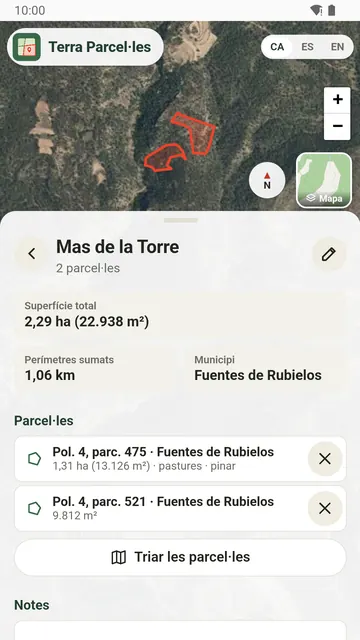 10:00
Terra Parcel·les
CA ES EN
+
−
N
Mapa
Mas de la Torre
2 parcel·les
Superfície total
2,29 ha (22.938 m²)
Perímetres sumats
1,06 km
Municipi
Fuentes de Rubielos
Parcel·les
Pol. 4, parc. 475 · Fuentes de Rubielos
1,31 ha (13.126 m²) · pastures · pinar
Pol. 4, parc. 521 · Fuentes de Rubielos
9.812 m²
Triar les parcel·les
Notes